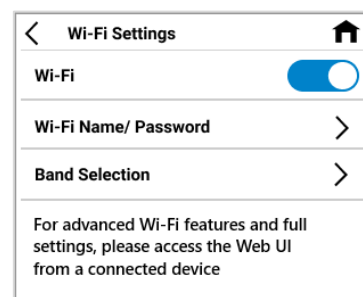 Wi-Fi Settings
Wi-Fi
Wi-Fi Name/ Password
Band Selection
For advanced Wi-Fi features and full
settings, please access the Web UI
from a connected device